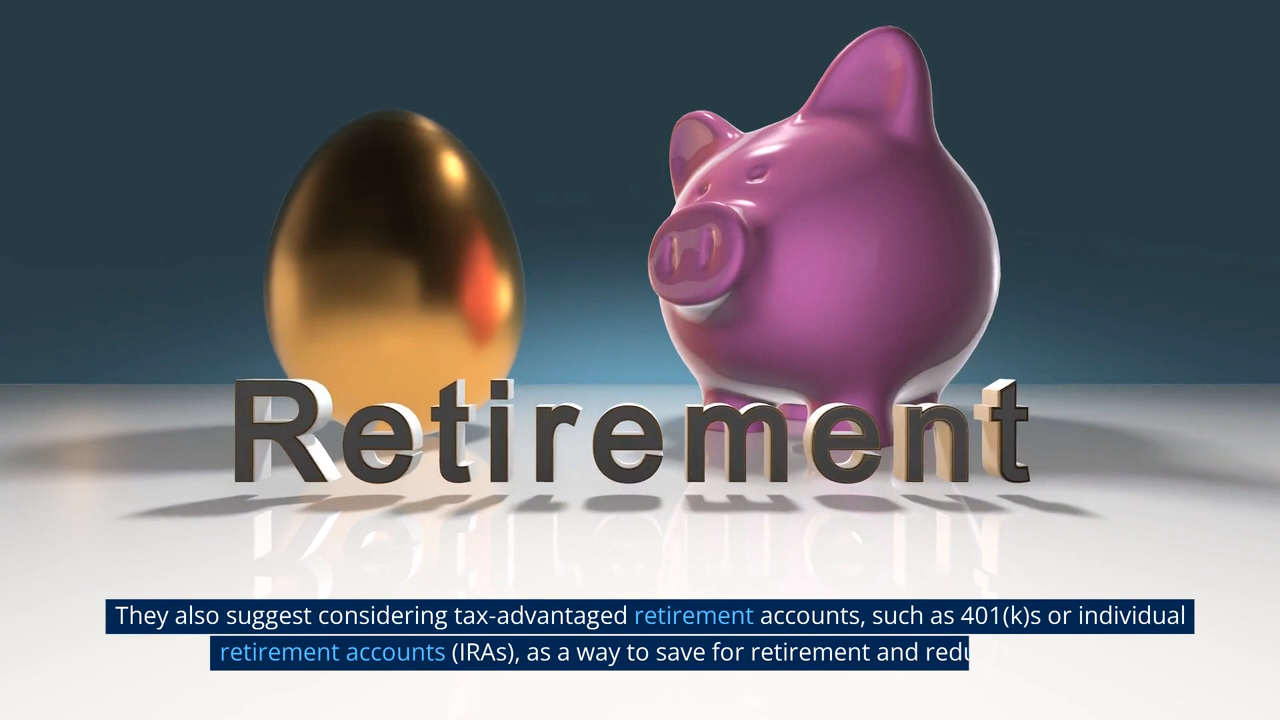 Retirement
They also suggest considering tax-advantaged retirement accounts, such as 401(k)s or individual
retirement accounts (IRAs), as a way to save for retirement and